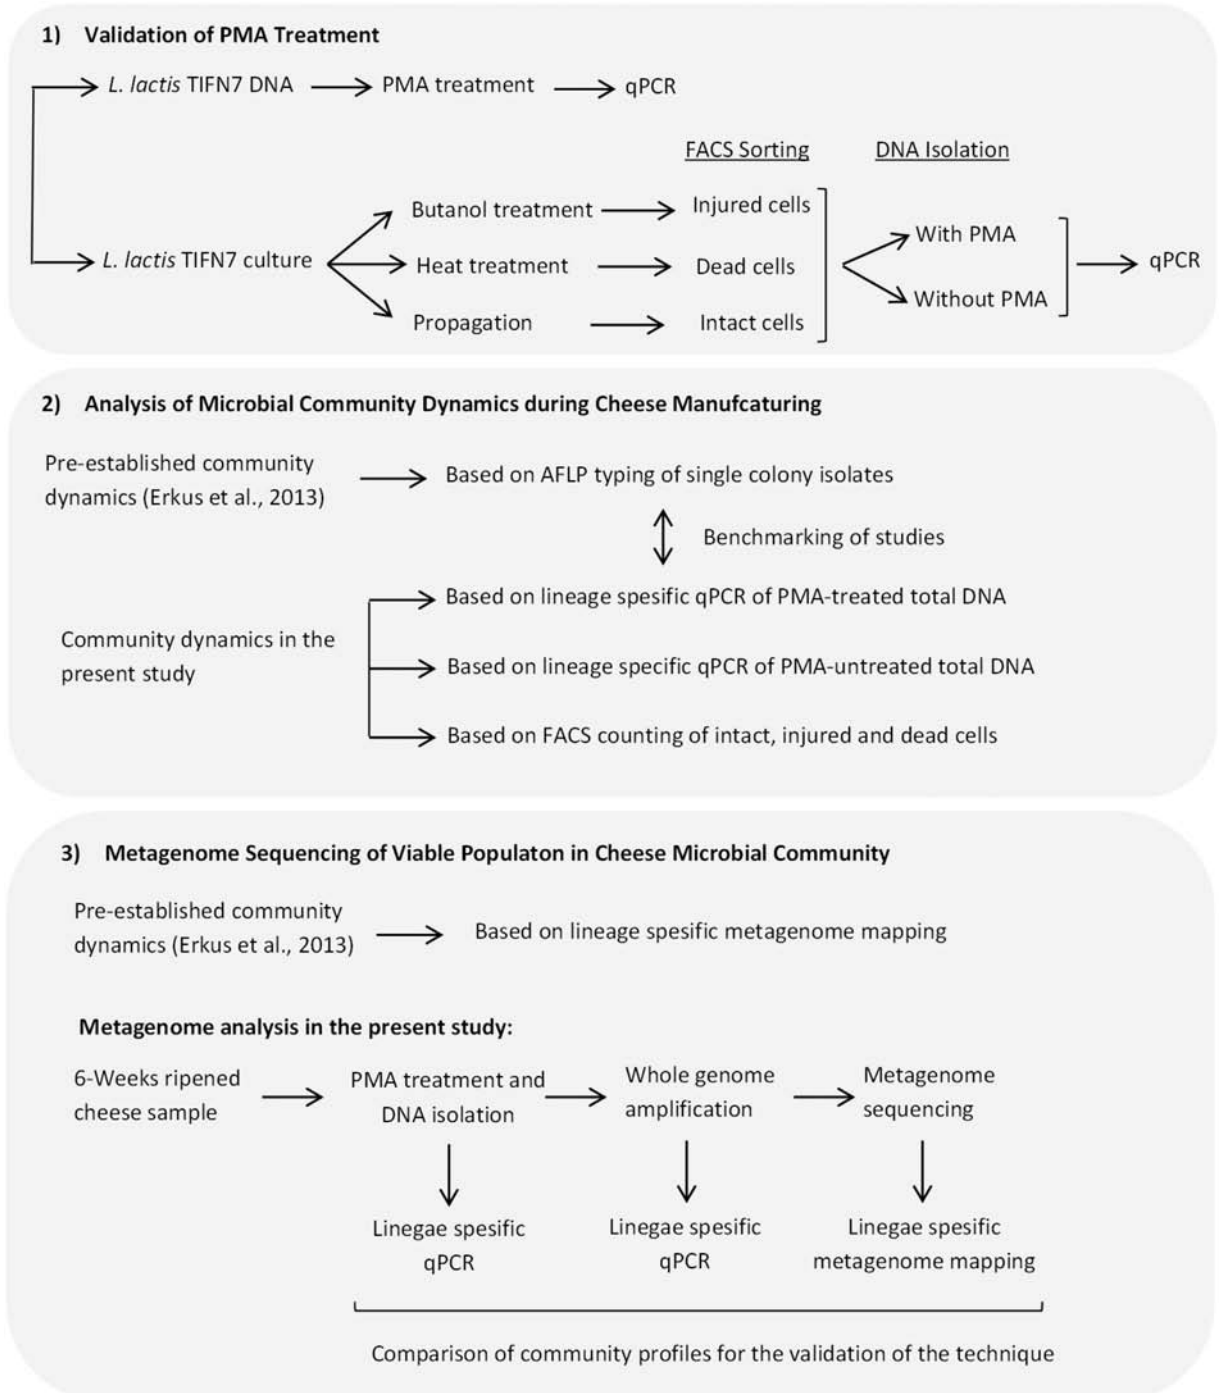 1) Validation of PMA Treatment
L. lactis TIFN7 DNA
PMA treatment
qPCR
FACS Sorting
DNA Isolation
Butanol treatment
Injured cells
With PMA
L. lactis TIFN7 culture
Heat treatment
Dead cells
qPCR
Without PMA
Propagation
Intact cells
2) Analysis of Microbial Community Dynamics during Cheese Manufcaturing
Pre-established community
dynamics (Erkus et al., 2013)
Based on AFLP typing of single colony isolates
Benchmarking of studies
Based on lineage spesific qPCR of PMA-treated total DNA
Community dynamics in the
present study
Based on lineage specific qPCR of PMA-untreated total DNA
Based on FACS counting of intact, injured and dead cells
3) Metagenome Sequencing of Viable Populaton in Cheese Microbial Community
Pre-established community
dynamics (Erkus et al., 2013)
Based on lineage spesific metagenome mapping
Metagenome analysis in the present study:
6-Weeks ripened
cheese sample
PMA treatment and
DNA isolation
Whole genome
amplification
Metagenome
sequencing
Linegae spesific
qPCR
Linegae spesific
qPCR
Linegae spesific
metagenome mapping
Comparison of community profiles for the validation of the technique